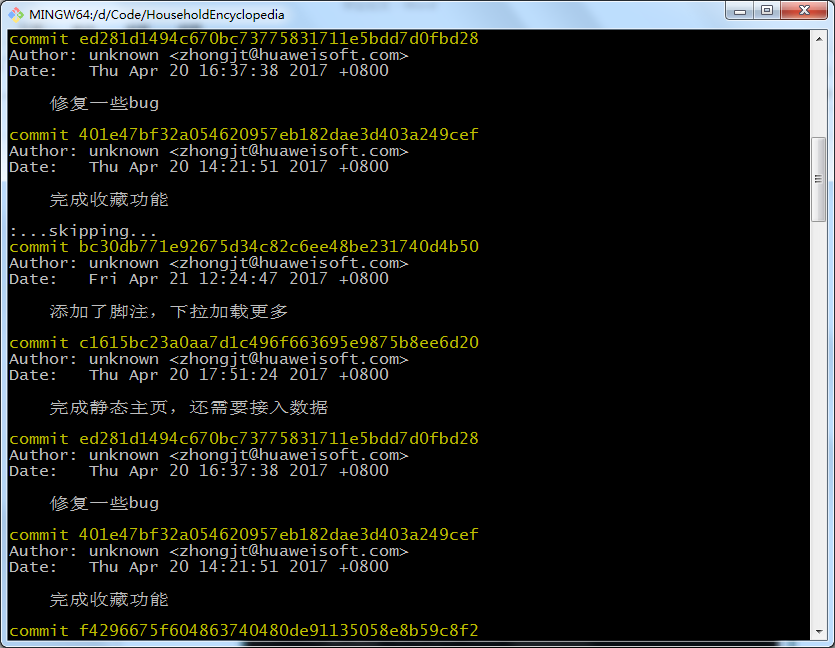 MINGW64:/d/Code/HouseholdEncyclopedia
commit ed281d1494c670bc73775831711e5bdd7d0fbd28
Author: unknown <zhongjt@huaweisoft.com>
Date:   Thu Apr 20 16:37:38 2017 +0800
修复一些bug
commit 401e47bf32a054620957eb182dae3d403a249cef
Author: unknown <zhongjt@huaweisoft.com>
Date:   Thu Apr 20 14:21:51 2017 +0800
完成收藏功能
:...skipping...
commit bc30db771e92675d34c82c6ee48be231740d4b50
Author: unknown <zhongjt@huaweisoft.com>
Date:   Fri Apr 21 12:24:47 2017 +0800
添加了脚注，下拉加载更多
commit c1615bc23a0aa7d1c496f663695e9875b8ee6d20
Author: unknown <zhongjt@huaweisoft.com>
Date:   Thu Apr 20 17:51:24 2017 +0800
完成静态主页，还需要接入数据
commit ed281d1494c670bc73775831711e5bdd7d0fbd28
Author: unknown <zhongjt@huaweisoft.com>
Date:   Thu Apr 20 16:37:38 2017 +0800
修复一些bug
commit 401e47bf32a054620957eb182dae3d403a249cef
Author: unknown <zhongjt@huaweisoft.com>
Date:   Thu Apr 20 14:21:51 2017 +0800
完成收藏功能
commit f4296675f604863740480de91135058e8b59c8f2